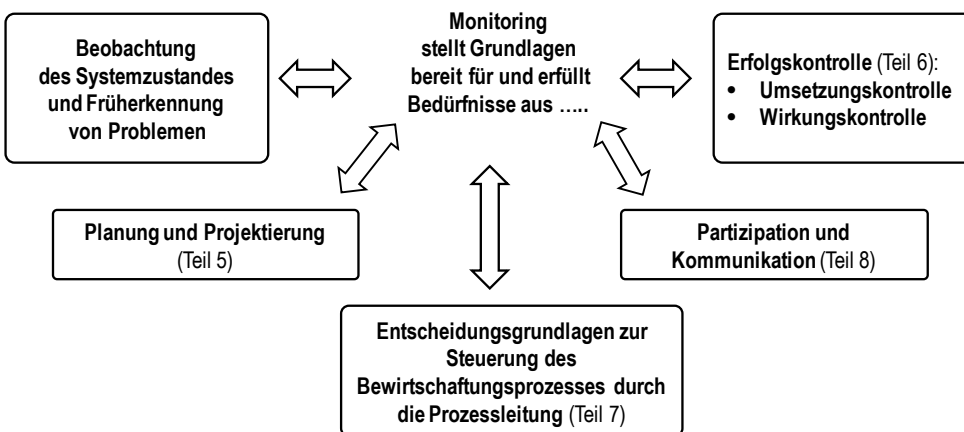 Beobachtung
des Systemzustandes
und Früherkennung
von Problemen
Monitoring
stellt Grundlagen
bereit für und erfüllt
Bedürfnisse aus …..
Erfolgskontrolle (Teil 6):
• Umsetzungskontrolle
• Wirkungskontrolle
Planung und Projektierung
(Teil 5)
Partizipation und
Kommunikation (Teil 8)
Entscheidungsgrundlagen zur
Steuerung des
Bewirtschaftungsprozesses durch
die Prozessleitung (Teil 7)